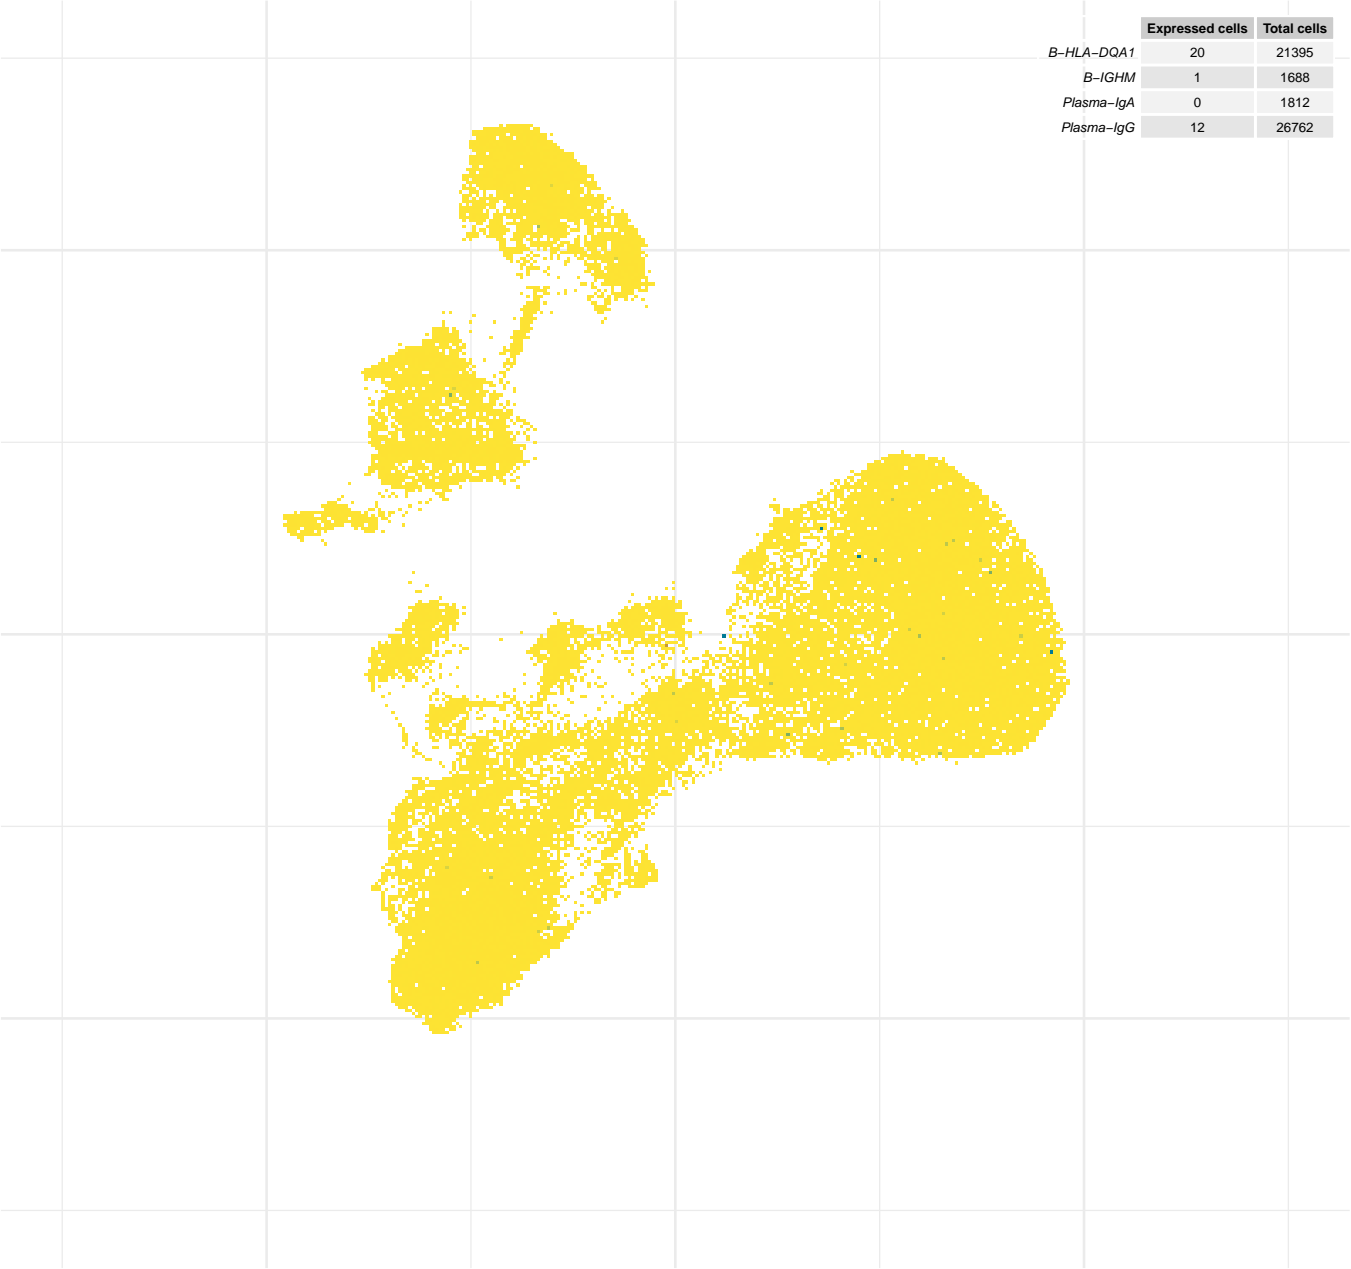 Expressed cells Total cells
B−HLA−DQA1 20 21395
B−IGHM 1 1688
Plasma−IgA 0 1812
Plasma−IgG 12 26762